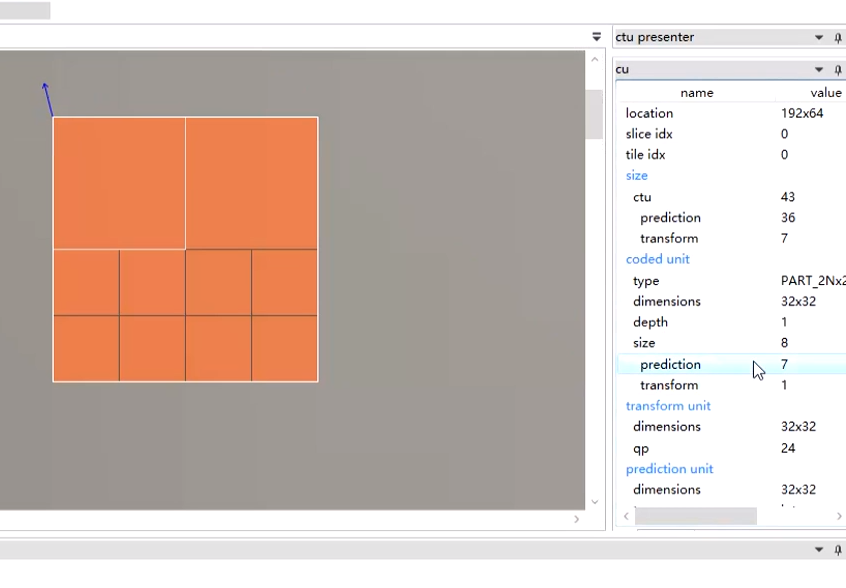 ctu presenter
cu
name value
location 192x64
slice idx 0
tile idx 0
size
ctu 43
prediction 36
transform 7
coded unit
type PART_2Nx2
dimensions 32x32
depth 1
size 8
prediction 7
transform 1
transform unit
dimensions 32x32
qp 24
prediction unit
dimensions 32x32